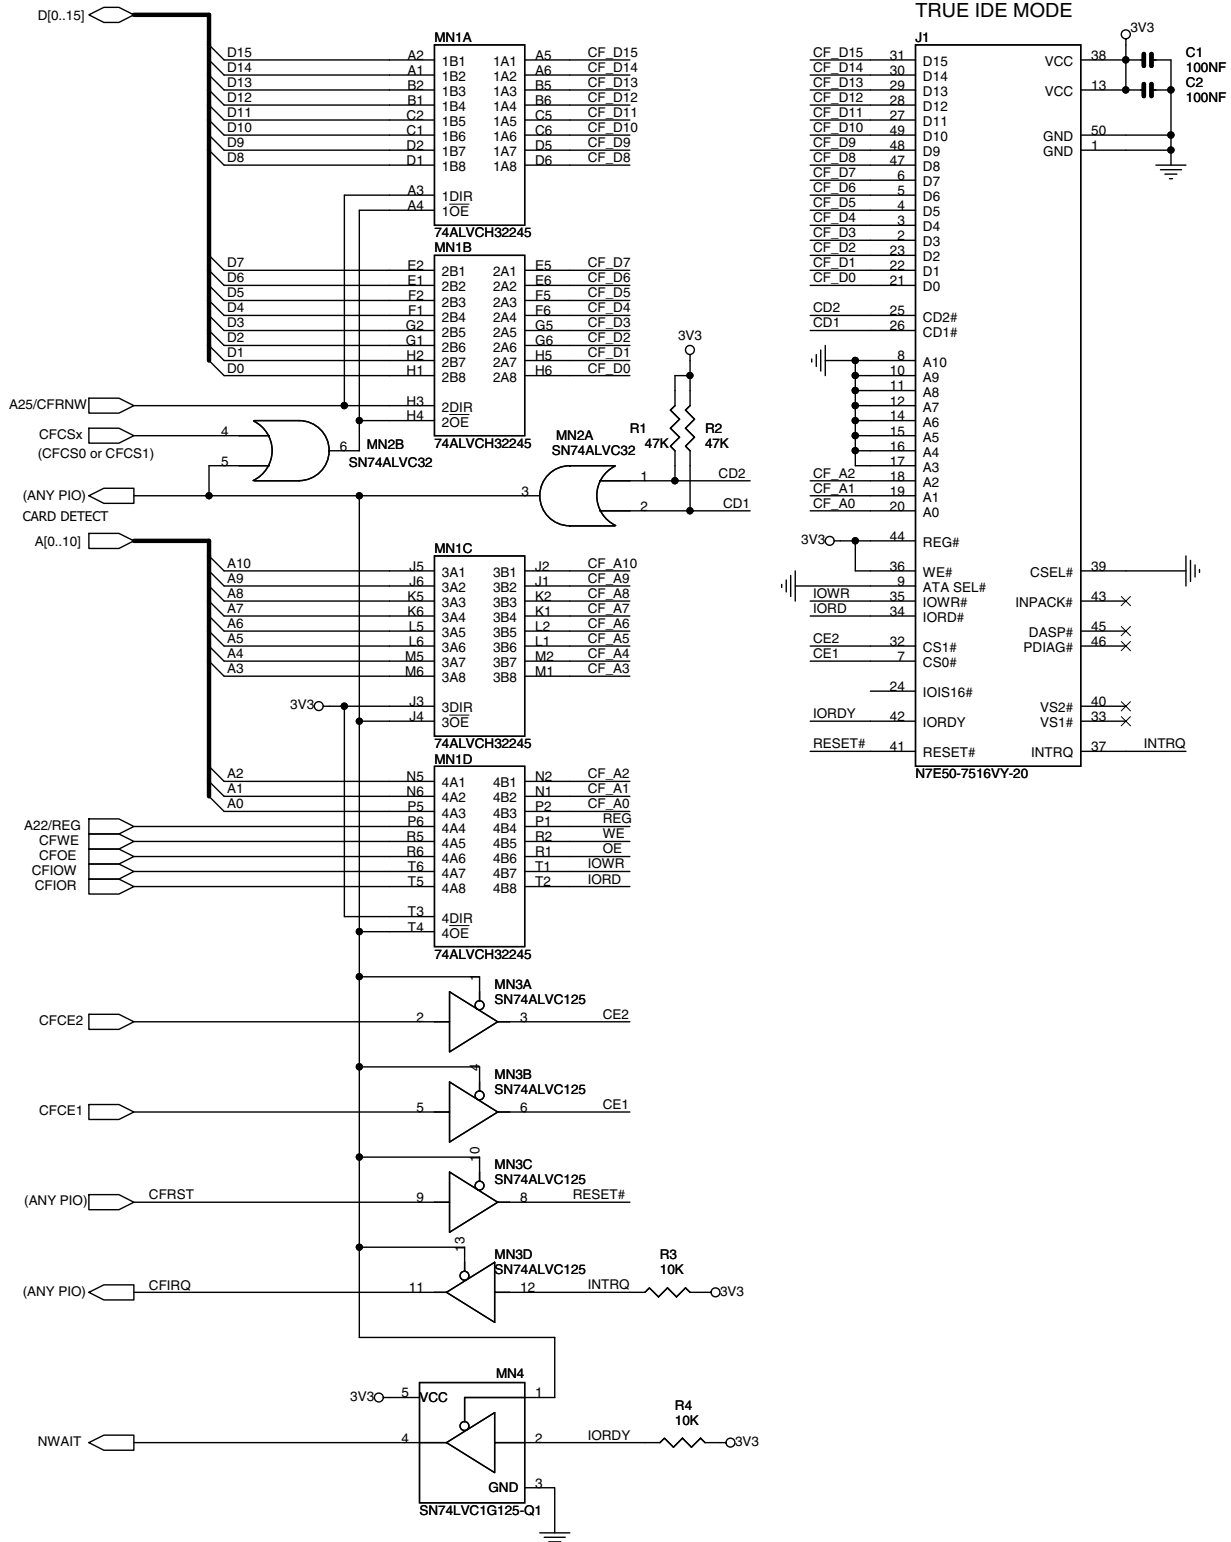 D[0..15]
D15 A2
D14 A1
D13 B2
D12 B1
D11 C2
D10 C1
D9 D2
D8 D1
A3
A4
MN1A
1B1 1A1
1B2 1A2
1B3 1A3
1B4 1A4
1B5 1A5
1B6 1A6
1B7 1A7
1B8 1A8
1DIR
1OE
74ALVCH32245
A5 CF_D15
A6 CF_D14
B5 CF_D13
B6 CF_D12
C5 CF_D11
C6 CF_D10
D5 CF_D9
D6 CF_D8
D7 E2
D6 E1
D5 F2
D4 F1
D3 G2
D2 G1
D1 H2
D0 H1
H3
H4
MN1B
2B1 2A1
2B2 2A2
2B3 2A3
2B4 2A4
2B5 2A5
2B6 2A6
2B7 2A7
2B8 2A8
2DIR
2OE
74ALVCH32245
E5 CF_D7
E6 CF_D6
F5 CF_D5
F6 CF_D4
G5 CF_D3
G6 CF_D2
H5 CF_D1
H6 CF_D0
A25/CFRNW
CFCSx
(CFCS0 or CFCS1)
4
5
6
MN2B
SN74ALVC32
3V3
R1
47K
R2
47K
MN2A
SN74ALVC32
1 CD2
2 CD1
3
(ANY PIO)
CARD DETECT
A[0..10]
A10 J5
A9 J6
A8 K5
A7 K6
A6 L5
A5 L6
A4 M5
A3 M6
3V3 J3
J4
MN1C
3A1 3B1
3A2 3B2
3A3 3B3
3A4 3B4
3A5 3B5
3A6 3B6
3A7 3B7
3A8 3B8
3DIR
3OE
74ALVCH32245
J2 CF_A10
J1 CF_A9
K2 CF_A8
K1 CF_A7
L2 CF_A6
L1 CF_A5
M2 CF_A4
M1 CF_A3
A2 N5
A1 N6
A0 P5
A22/REG P6
CFWE R5
CFOE R6
CFIOW T6
CFIOR T5
T3
T4
MN1D
4A1 4B1
4A2 4B2
4A3 4B3
4A4 4B4
4A5 4B5
4A6 4B6
4A7 4B7
4A8 4B8
4DIR
4OE
74ALVCH32245
N2 CF_A2
N1 CF_A1
P2 CF_A0
P1 REG
R2 WE
R1 OE
T1 IOWR
T2 IORD
MN3A
SN74ALVC125
1
CFCE2 2 3 CE2
MN3B
SN74ALVC125
4
CFCE1 5 6 CE1
MN3C
SN74ALVC125
10
(ANY PIO) CFRST 9 8 RESET#
MN3D
SN74ALVC125
13
R3
10K
(ANY PIO) CFIRQ 11 12 INTRQ 3V3
MN4
3V3 5 VCC 1
R4
10K
NWAIT 4 2 IORDY 3V3
GND 3
SN74LVC1G125-Q1
TRUE IDE MODE
J1
CF_D15 31 D15
CF_D14 30 D14
CF_D13 29 D13
CF_D12 28 D12
CF_D11 27 D11
CF_D10 49 D10
CF_D9 48 D9
CF_D8 47 D8
CF_D7 6 D7
CF_D6 5 D6
CF_D5 4 D5
CF_D4 3 D4
CF_D3 2 D3
CF_D2 23 D2
CF_D1 22 D1
CF_D0 21 D0
CD2 25 CD2#
CD1 26 CD1#
8 A10
10 A9
11 A8
12 A7
14 A6
15 A5
16 A4
17 A3
CF_A2 18 A2
CF_A1 19 A1
CF_A0 20 A0
3V3 44 REG#
36 WE#
9 ATA SEL#
IOWR 35 IOWR#
IORD 34 IORD#
CE2 32 CS1#
CE1 7 CS0#
24 IOIS16#
IORDY 42 IORDY
RESET# 41 RESET#
3V3
VCC 38
C1
100NF
VCC 13
C2
100NF
GND 50
GND 1
CSEL# 39
INPACK# 43
DASP# 45
PDIAG# 46
VS2# 40
VS1# 33
INTRQ 37 INTRQ
N7E50-7516VY-20